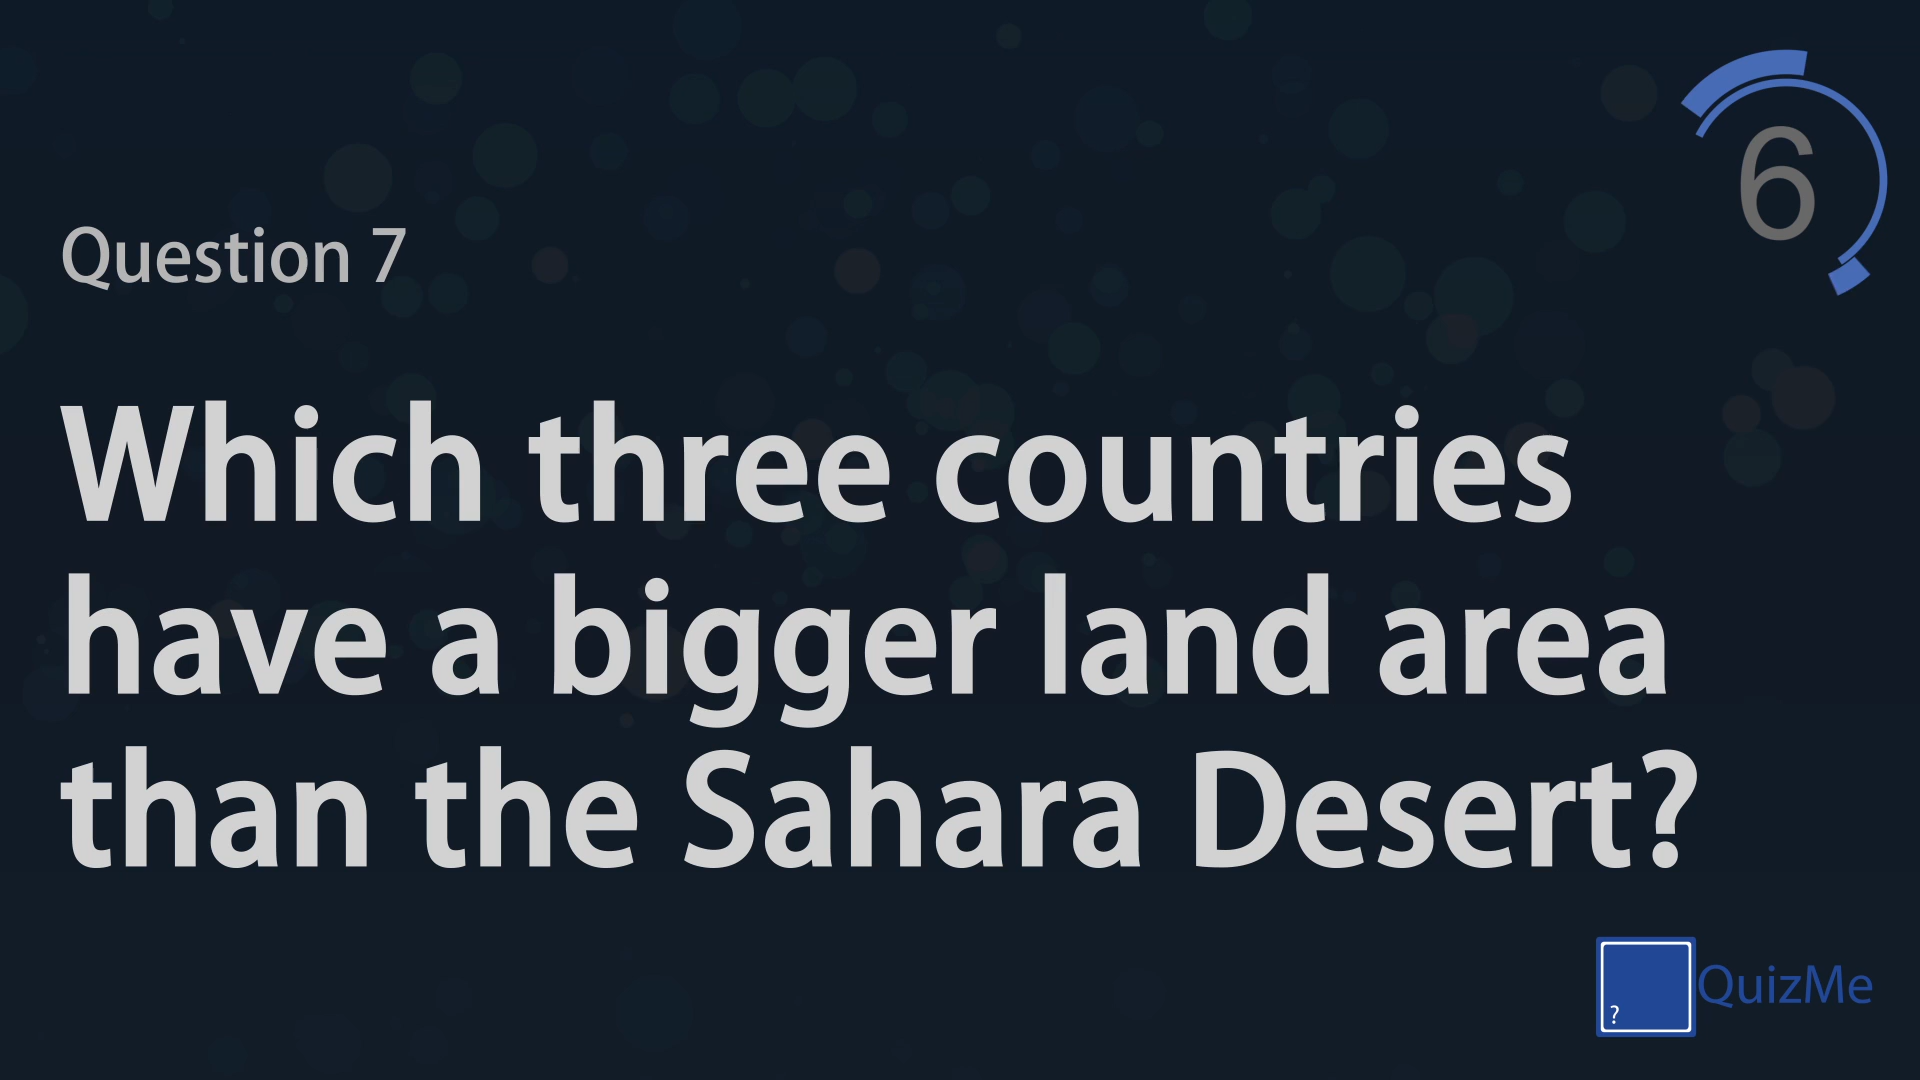 6
Question 7
Which three countries
have a bigger land area
than the Sahara Desert?
?
QuizMe